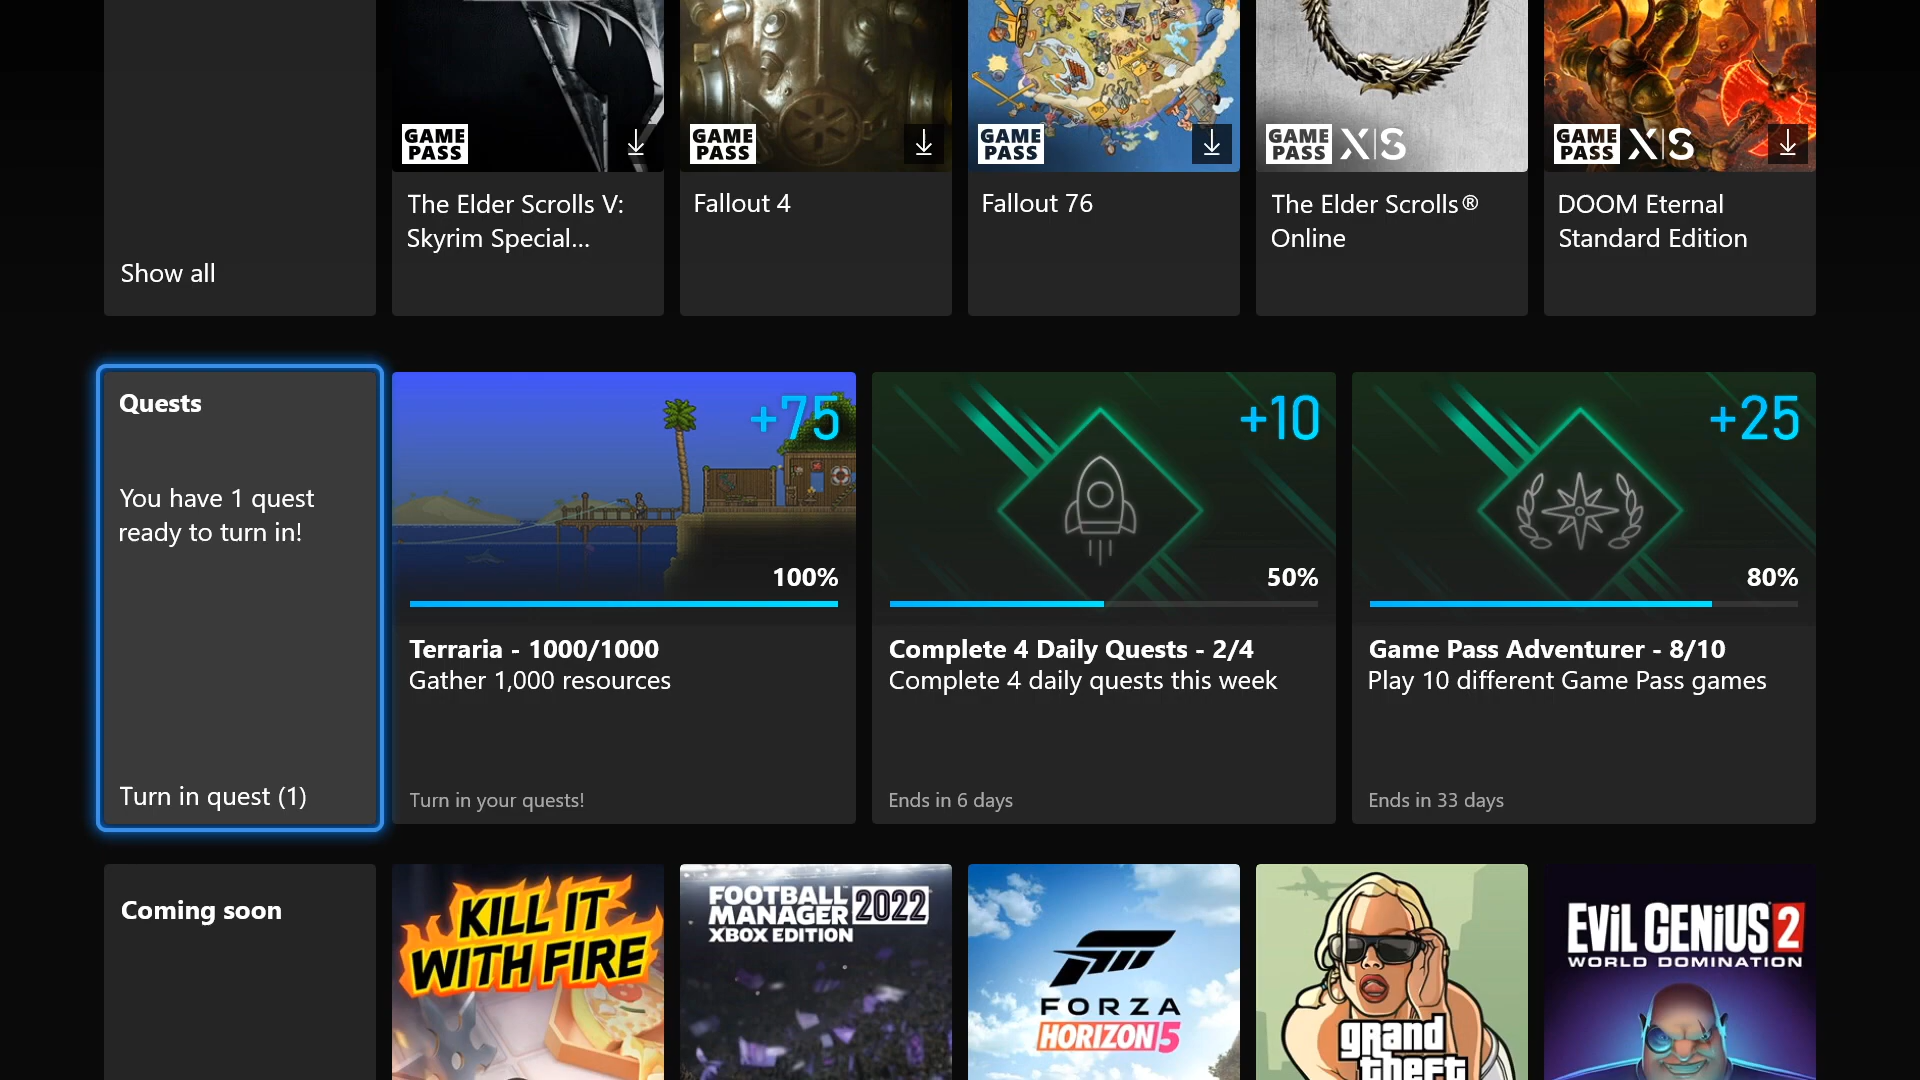 GAME
PASS
GAME
PASS
GAME
PASS
GAME
PASS
X|S
GAME
PASS
X|S
The Elder Scrolls V:
Skyrim Special...
Fallout 4
Fallout 76
The Elder Scrolls®
Online
DOOM Eternal
Standard Edition
Show all
Quests
You have 1 quest
ready to turn in!
Turn in quest (1)
+75
100%
Terraria - 1000/1000
Gather 1,000 resources
Turn in your quests!
+10
50%
Complete 4 Daily Quests - 2/4
Complete 4 daily quests this week
Ends in 6 days
+25
80%
Game Pass Adventurer - 8/10
Play 10 different Game Pass games
Ends in 33 days
Coming soon
KILL IT
WITH FIRE
FOOTBALL
MANAGER 2022
XBOX EDITION
FORZA
HORIZON 5
grand
theft
EVIL GENIUS 2
WORLD DOMINATION